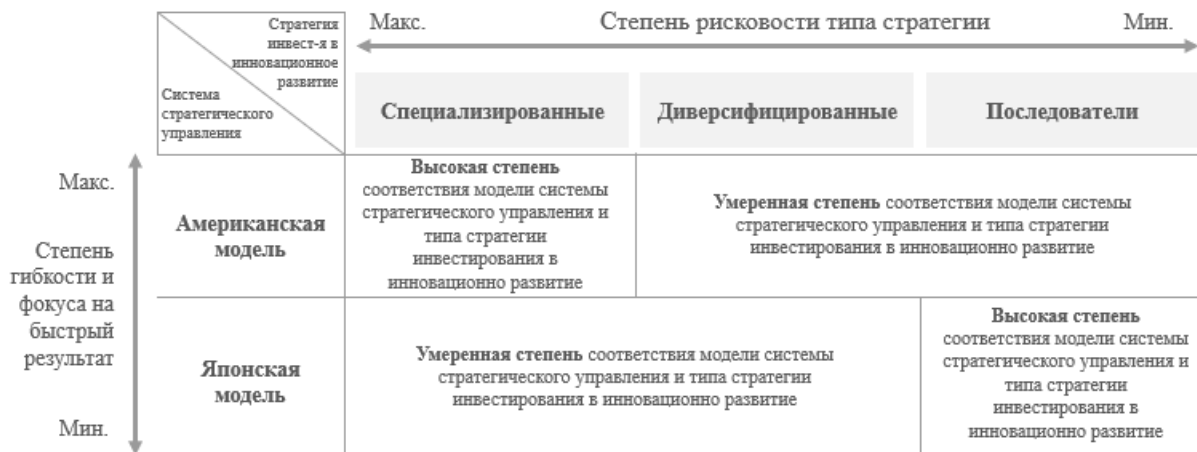 Стратегия
инвест-я в
инновационное
развитие
Система
стратегического
управления
Макс.
Степень рисковости типа стратегии
Мин.
Специализированные
Диверсифицированные
Последователи
Макс.
Степень
гибкости и
фокуса на
быстрый
результат
Мин.
Американская
модель
Высокая степень
соответствия модели системы
стратегического управления и
типа стратегии
инвестирования в
инновационно развитие
Умеренная степень соответствия модели системы
стратегического управления и типа стратегии
инвестирования в инновационно развитие
Японская
модель
Умеренная степень соответствия модели системы
стратегического управления и типа стратегии
инвестирования в инновационно развитие
Высокая степень
соответствия модели системы
стратегического управления и
типа стратегии
инвестирования в
инновационно развитие